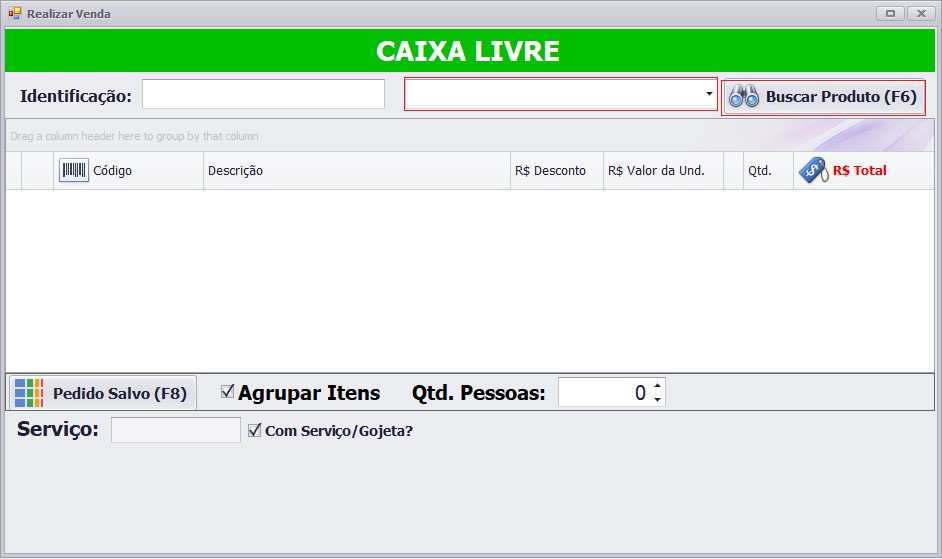 Realizar Venda
CAIXA LIVRE
Identificação:
Buscar Produto (F6)
Drag a column header here to group by that column
Código Descrição R$ Desconto R$ Valor da Und. Qtd. R$ Total
Pedido Salvo (F8) Agrupar Itens Qtd. Pessoas: 0
Serviço: Com Serviço/Gojeta?